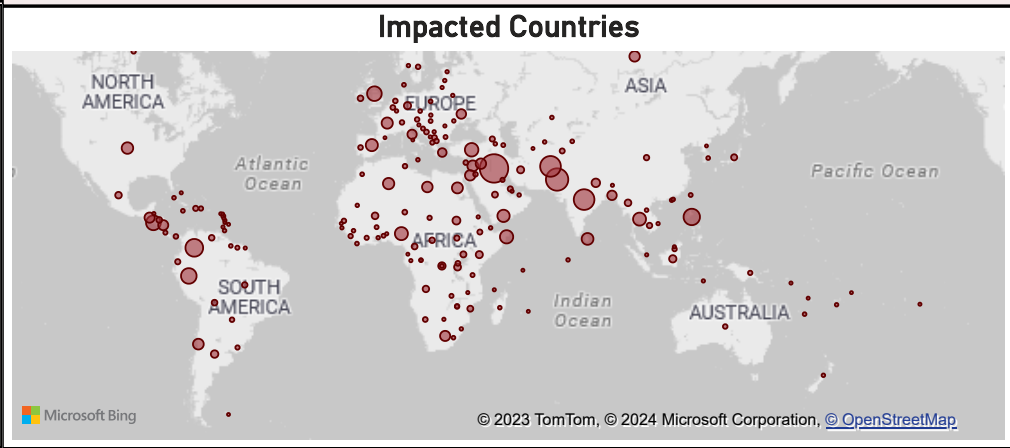 Impacted Countries
NORTH
AMERICA
EUROPE
ASIA
Atlantic
Ocean
Pacific Ocean
AFRICA
SOUTH
AMERICA
Indian
Ocean
AUSTRALIA
Microsoft Bing
© 2023 TomTom, © 2024 Microsoft Corporation, © OpenStreetMap